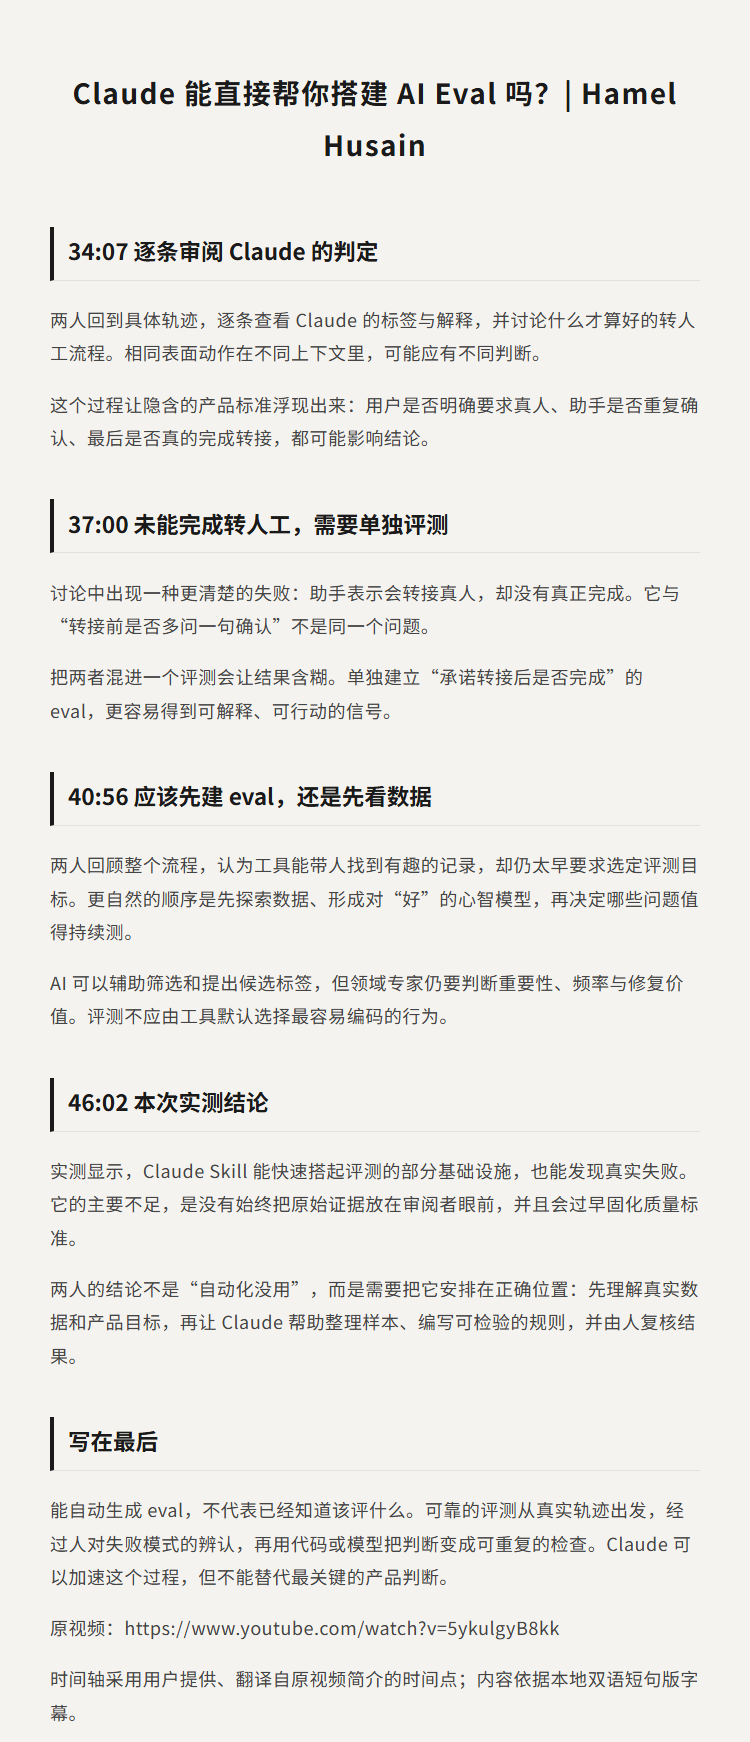 Claude 能直接帮你搭建 AI Eval 吗？| Hamel
Husain
34:07 逐条审阅 Claude 的判定
两人回到具体轨迹，逐条查看 Claude 的标签与解释，并讨论什么才算好的转人
工流程。相同表面动作在不同上下文里，可能应有不同判断。
这个过程让隐含的产品标准浮现出来：用户是否明确要求真人、助手是否重复确
认、最后是否真的完成转接，都可能影响结论。
37:00 未能完成转人工，需要单独评测
讨论中出现一种更清楚的失败：助手表示会转接真人，却没有真正完成。它与
“转接前是否多问一句确认”不是同一个问题。
把两者混进一个评测会让结果含糊。单独建立“承诺转接后是否完成”的
eval，更容易得到可解释、可行动的信号。
40:56 应该先建 eval，还是先看数据
两人回顾整个流程，认为工具能带人找到有趣的记录，却仍太早要求选定评测目
标。更自然的顺序是先探索数据、形成对“好”的心智模型，再决定哪些问题值
得持续测。
AI 可以辅助筛选和提出候选标签，但领域专家仍要判断重要性、频率与修复价
值。评测不应由工具默认选择最容易编码的行为。
46:02 本次实测结论
实测显示，Claude Skill 能快速搭起评测的部分基础设施，也能发现真实失败。
它的主要不足，是没有始终把原始证据放在审阅者眼前，并且会过早固化质量标
准。
两人的结论不是“自动化没用”，而是需要把它安排在正确位置：先理解真实数
据和产品目标，再让 Claude 帮助整理样本、编写可检验的规则，并由人复核结
果。
写在最后
能自动生成 eval，不代表已经知道该评什么。可靠的评测从真实轨迹出发，经
过人对失败模式的辨认，再用代码或模型把判断变成可重复的检查。Claude 可
以加速这个过程，但不能替代最关键的产品判断。
原视频：https://www.youtube.com/watch?v=5ykulgyB8kk
时间轴采用用户提供、翻译自原视频简介的时间点；内容依据本地双语短句版字
幕。